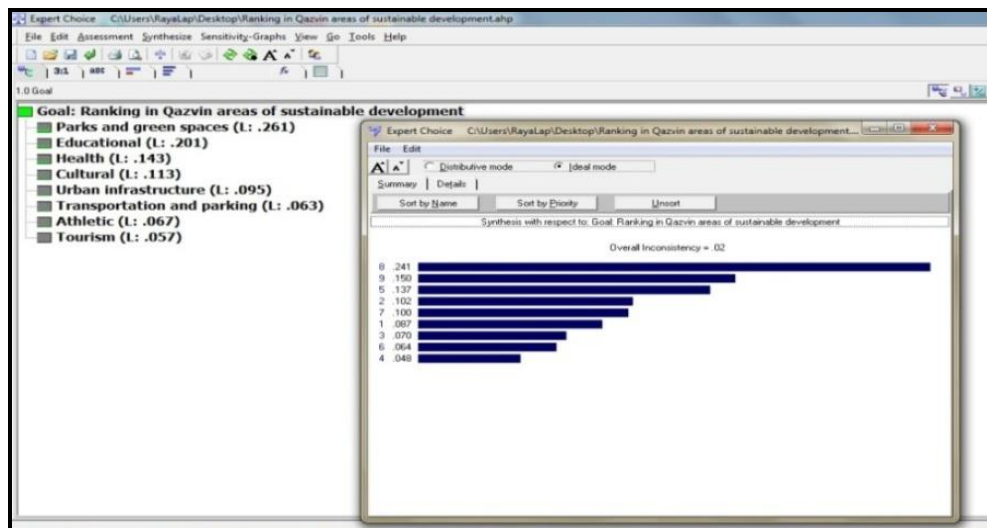 Expert Choice C:\Users\RayaLap\Desktop\Ranking in Qazvin areas of sustainable development.ahp
File Edit Assessment Synthesize Sensitivity-Graphs View Go Tools Help
3:1 ABC
1.0 Goal
Goal: Ranking in Qazvin areas of sustainable development
Parks and green spaces (L: .261)
Educational (L: .201)
Health (L: .143)
Cultural (L: .113)
Urban infrastructure (L: .095)
Transportation and parking (L: .063)
Athletic (L: .067)
Tourism (L: .057)
Expert Choice C:\Users\RayaLap\Desktop\Ranking in Qazvin areas of sustainable development....
File Edit
A A Distributive mode Ideal mode
Summary Details
Sort by Name Sort by Priority Unsort
Synthesis with respect to: Goal: Ranking in Qazvin areas of sustainable development
Overall Inconsistency = .02
8 .241
9 .150
5 .137
2 .102
7 .100
1 .087
3 .070
6 .064
4 .048